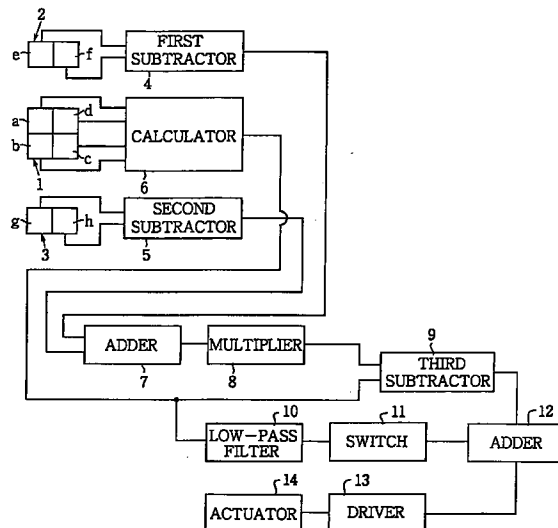 2
e f
FIRST
SUBTRACTOR
4
a d
b c
1
CALCULATOR
6
g h
3
SECOND
SUBTRACTOR
5
ADDER
7
MULTIPLIER
8
9
THIRD
SUBTRACTOR
10
LOW-PASS
FILTER
11
SWITCH
12
ADDER
14
ACTUATOR
13
DRIVER